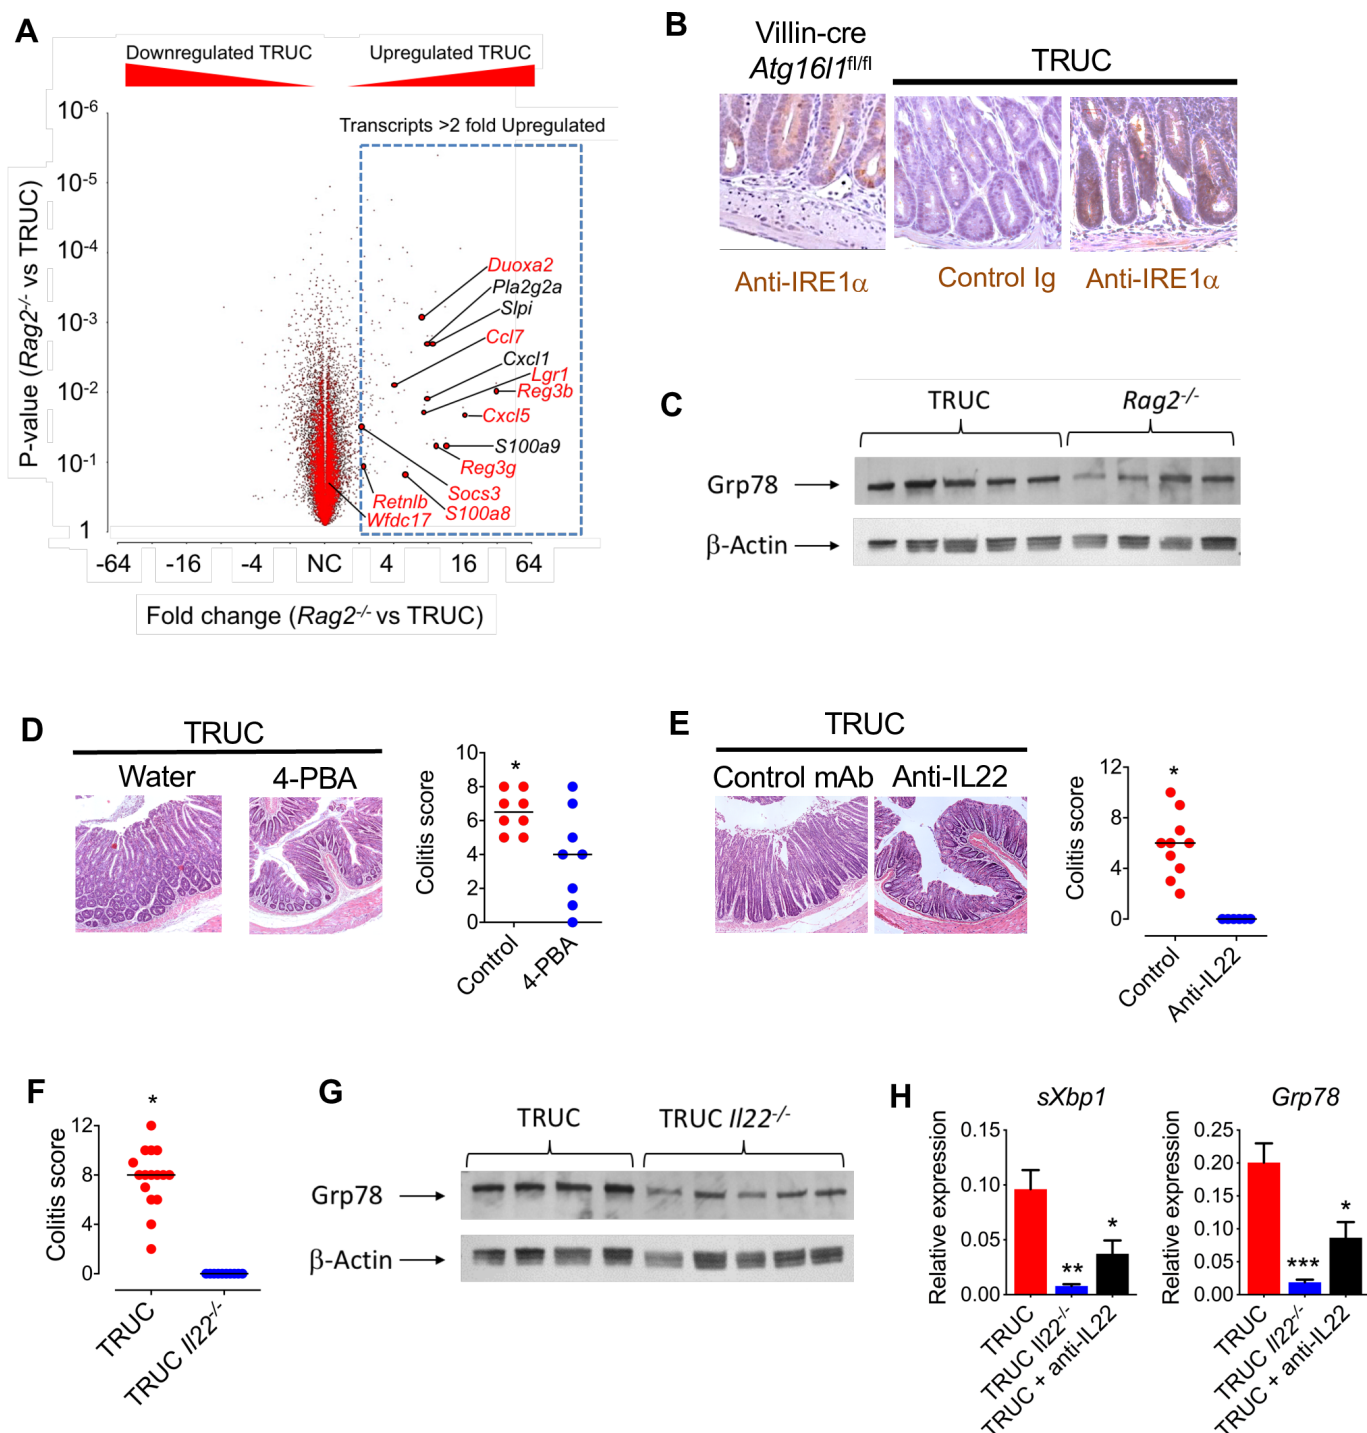 A
Downregulated TRUC
Upregulated TRUC
Transcripts >2 fold Upregulated
P-value (Rag2-/- vs TRUC)
10-6
10-5
10-4
10-3
10-2
10-1
1
Duoxa2
Pla2g2a
Slpi
Ccl7
Cxcl1
Lgr1
Reg3b
Cxcl5
S100a9
Reg3g
Socs3
Retnlb
S100a8
Wfdc17
-64
-16
-4
NC
4
16
64
Fold change (Rag2-/- vs TRUC)
B
Villin-cre
Atg16l1fl/fl
TRUC
Anti-IRE1α
Control Ig
Anti-IRE1α
C
TRUC
Rag2-/-
Grp78
β-Actin
D
TRUC
Water
4-PBA
Colitis score
10
8
6
4
2
0
*
Control
4-PBA
E
TRUC
Control mAb
Anti-IL22
Colitis score
12
8
4
0
*
Control
Anti-IL22
F
Colitis score
12
8
4
0
*
TRUC
TRUC Il22-/-
G
TRUC
TRUC Il22-/-
Grp78
β-Actin
H
sXbp1
Relative expression
0.15
0.10
0.05
0.00
**
*
TRUC
TRUC Il22-/-
TRUC + anti-IL22
Grp78
Relative expression
0.25
0.20
0.15
0.10
0.05
0.00
***
*
TRUC
TRUC Il22-/-
TRUC + anti-IL22